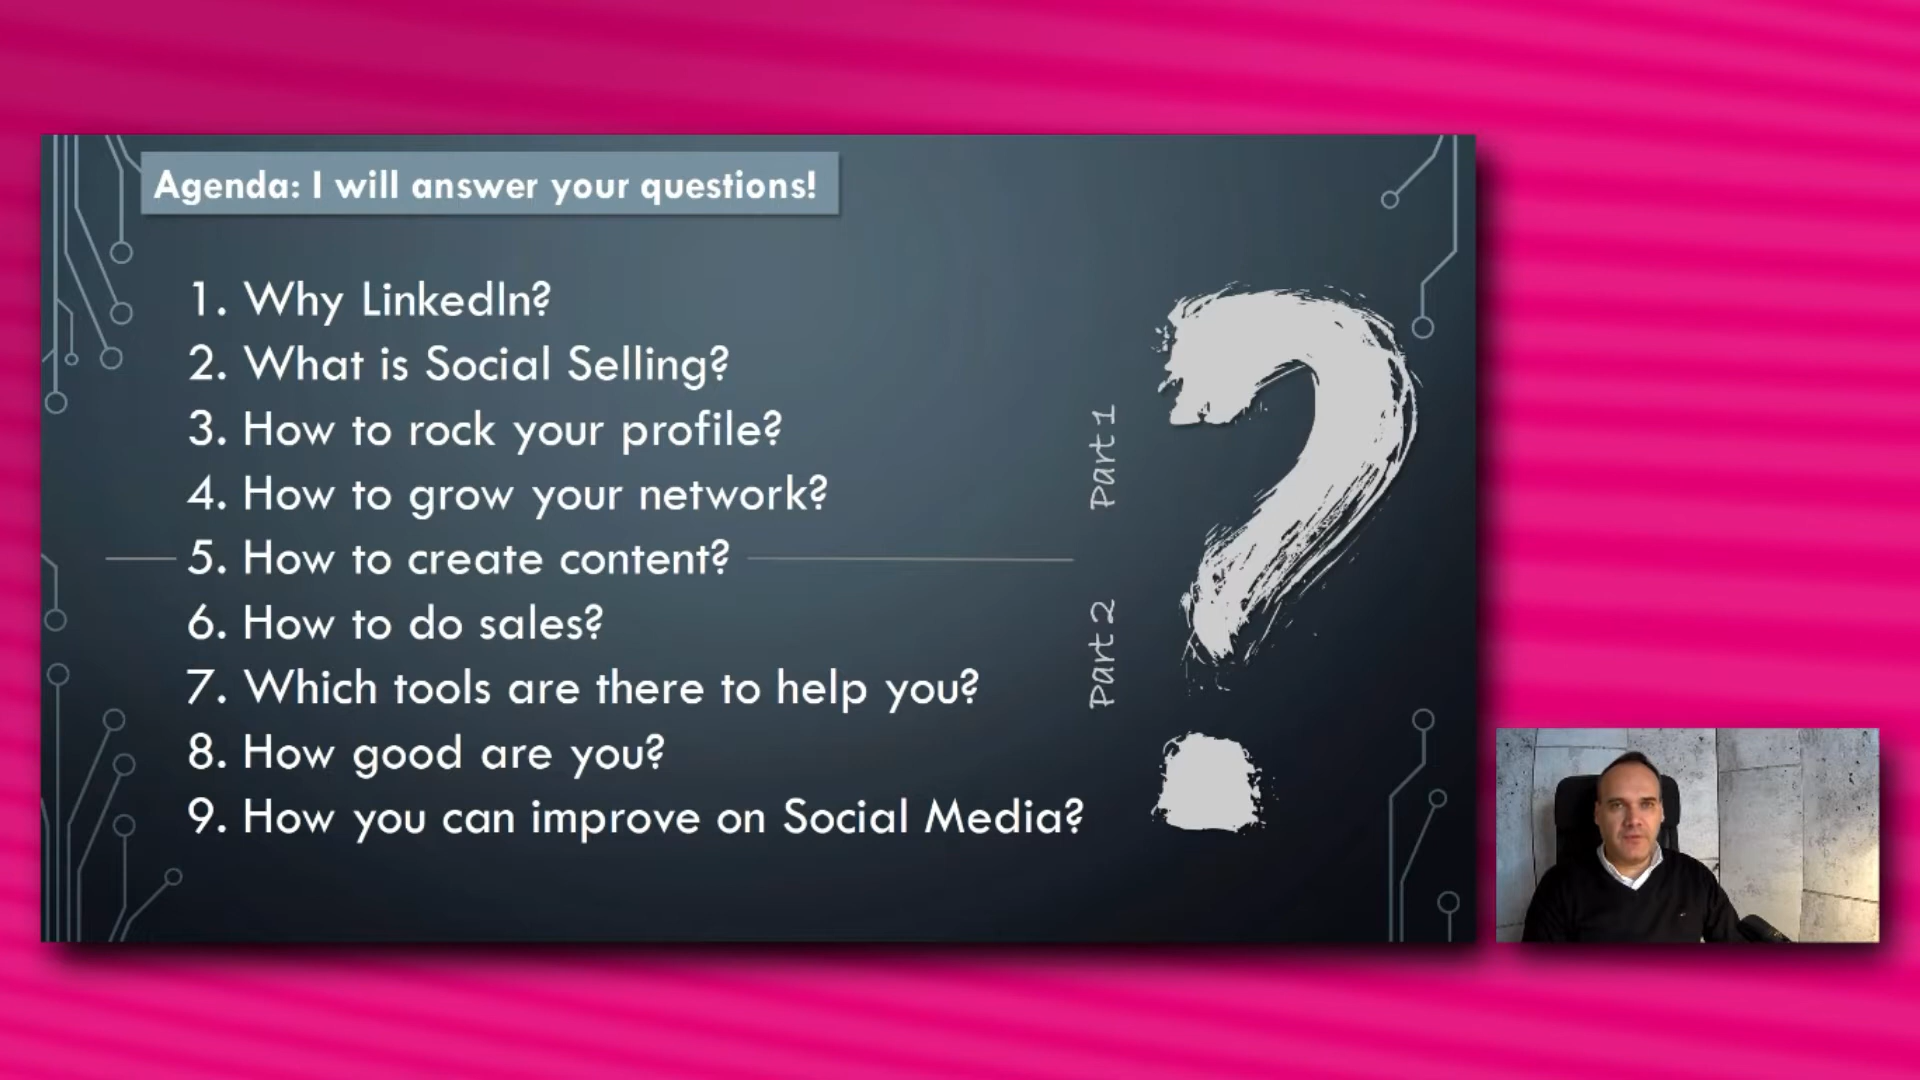 Agenda: I will answer your questions!
1. Why LinkedIn?
2. What is Social Selling?
3. How to rock your profile?
4. How to grow your network?
5. How to create content?
6. How to do sales?
7. Which tools are there to help you?
8. How good are you?
9. How you can improve on Social Media?
Part 1
Part 2
?